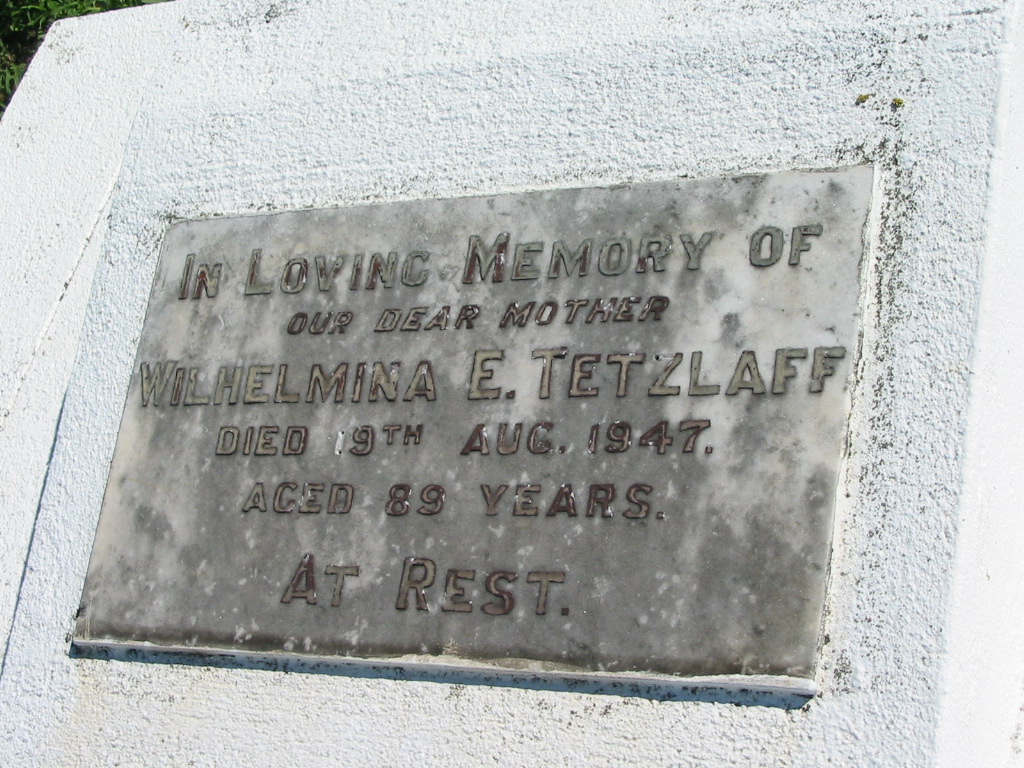 IN LOVING MEMORY OF
OUR DEAR MOTHER
WILHELMINA E. TETZLAFF
DIED 19TH AUG. 1947.
AGED 89 YEARS.
AT REST.